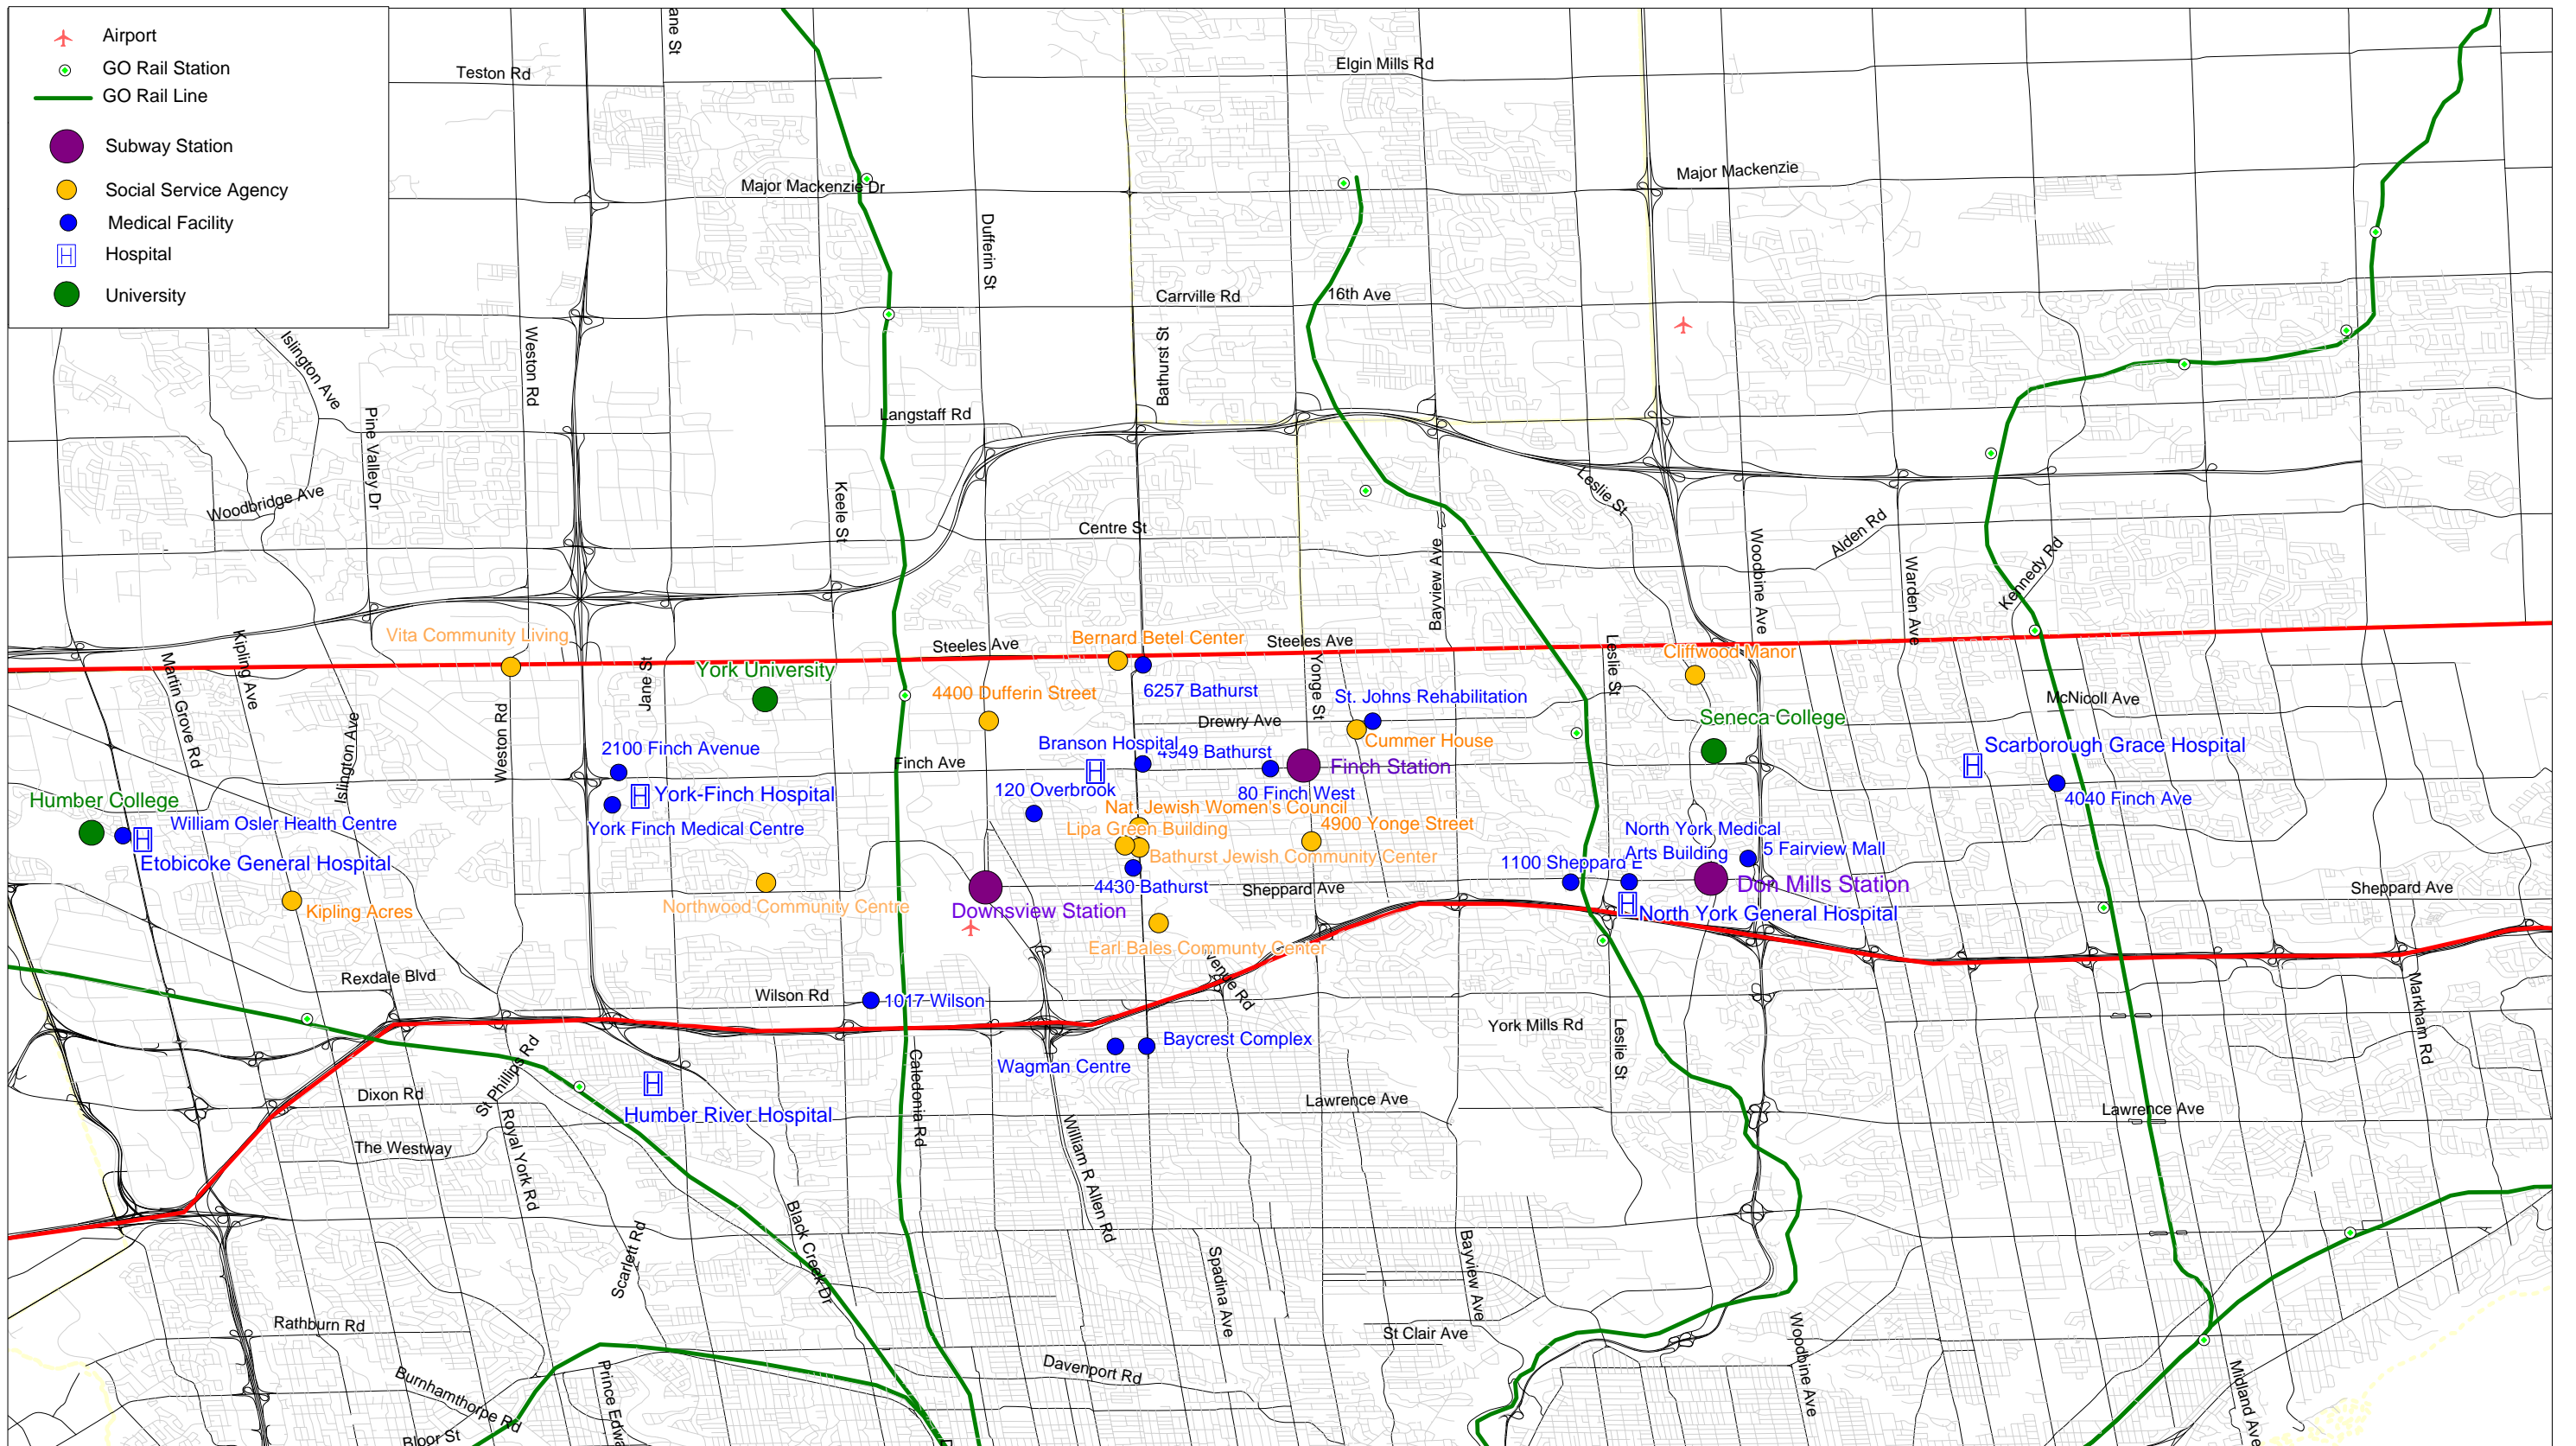 Airport
GO Rail Station
GO Rail Line
Subway Station
Social Service Agency
Medical Facility
Hospital
University
ane St
Teston Rd
Elgin Mills Rd
Major Mackenzie Dr
Major Mackenzie
Dufferin St
Carrville Rd
16th Ave
Islington Ave
Weston Rd
Bathurst St
Langstaff Rd
Pine Valley Dr
Woodbridge Ave
Keele St
Centre St
Leslie St
Alden Rd
Woodbine Ave
Bayview Ave
Warden Ave
Kennedy Rd
Vita Community Living
Steeles Ave
Bernard Betel Center
Steeles Ave
Kipling Ave
Martin Grove Rd
Jane St
York University
Yonge St
Leslie St
Cliffwood Manor
4400 Dufferin Street
6257 Bathurst
St. Johns Rehabilitation
McNicoll Ave
Islington Ave
Weston Rd
Drewry Ave
Seneca College
2100 Finch Avenue
Branson Hospital
4949 Bathurst
Cummer House
Scarborough Grace Hospital
Finch Ave
Finch Station
Humber College
York-Finch Hospital
120 Overbrook
80 Finch West
4040 Finch Ave
William Osler Health Centre
York Finch Medical Centre
Nat. Jewish Women's Council
Lipa Green Building
4900 Yonge Street
North York Medical
Arts Building
5 Fairview Mall
Etobicoke General Hospital
Bathurst Jewish Community Center
1100 Sheppard E
4430 Bathurst
Sheppard Ave
Don Mills Station
Sheppard Ave
Kipling Acres
Northwood Community Centre
Downsview Station
North York General Hospital
Earl Bales Communty Center
venue Rd
Rexdale Blvd
Wilson Rd
1017 Wilson
York Mills Rd
Leslie St
Markham Rd
Baycrest Complex
Wagman Centre
St Phillips Rd
Dixon Rd
Humber River Hospital
Caledonia Rd
Lawrence Ave
Lawrence Ave
The Westway
Royal York Rd
William R Allen Rd
Black Creek Dr
Scarlett Rd
Spadina Ave
Bayview Ave
Rathburn Rd
St Clair Ave
Woodbine Ave
Davenport Rd
Burnhamthorpe Rd
Prince Edwa
Midland Ave
Bloor St